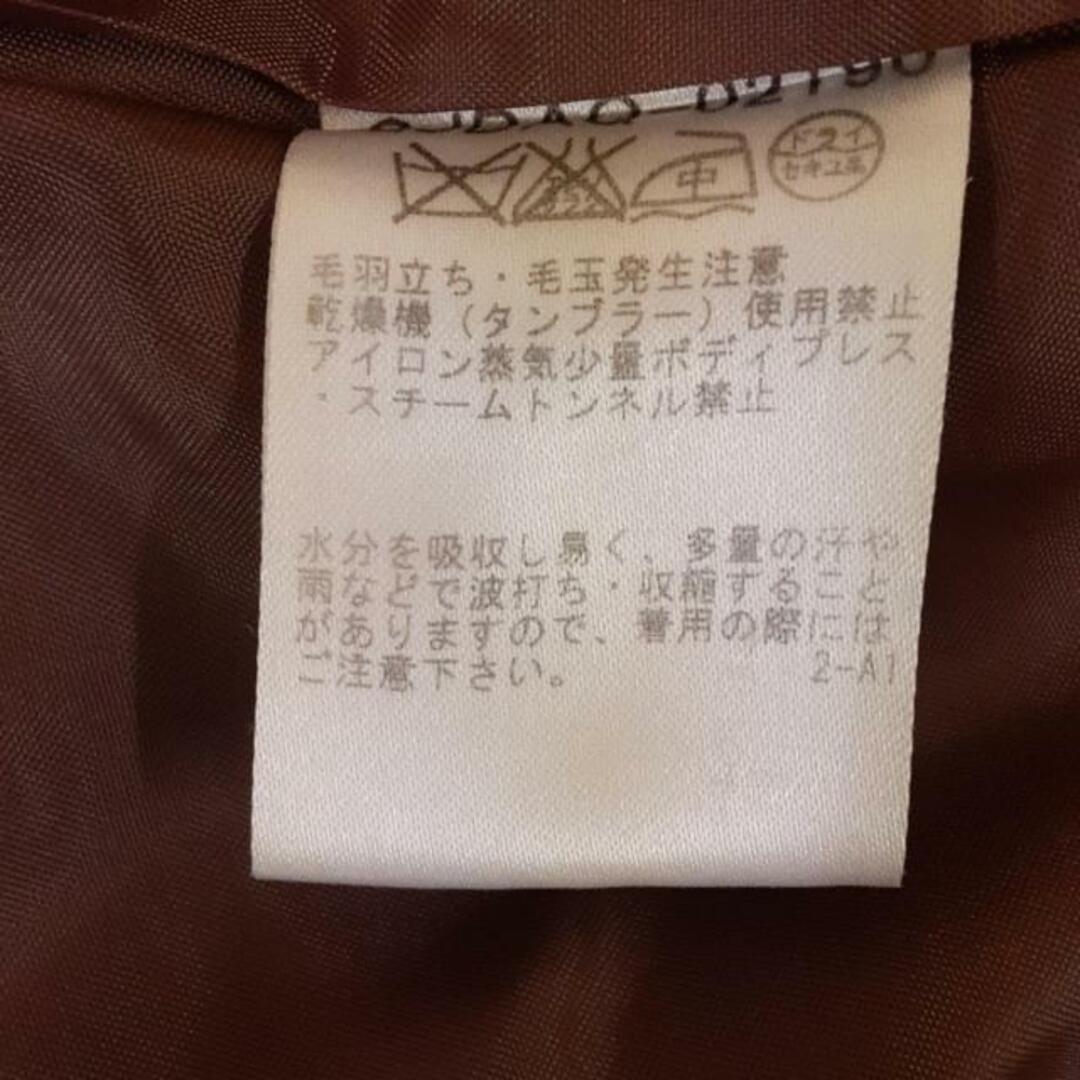 中
ドライ
セキユ系
毛羽立ち・毛玉発生注意
乾燥機(タンブラー)使用禁止
アイロン蒸気少量ボディプレス
・スチームトンネル禁止
水分を吸収し易く、多量の汗や
雨などで波打ち・収縮すること
がありますので、着用の際には
ご注意下さい。 2-A1